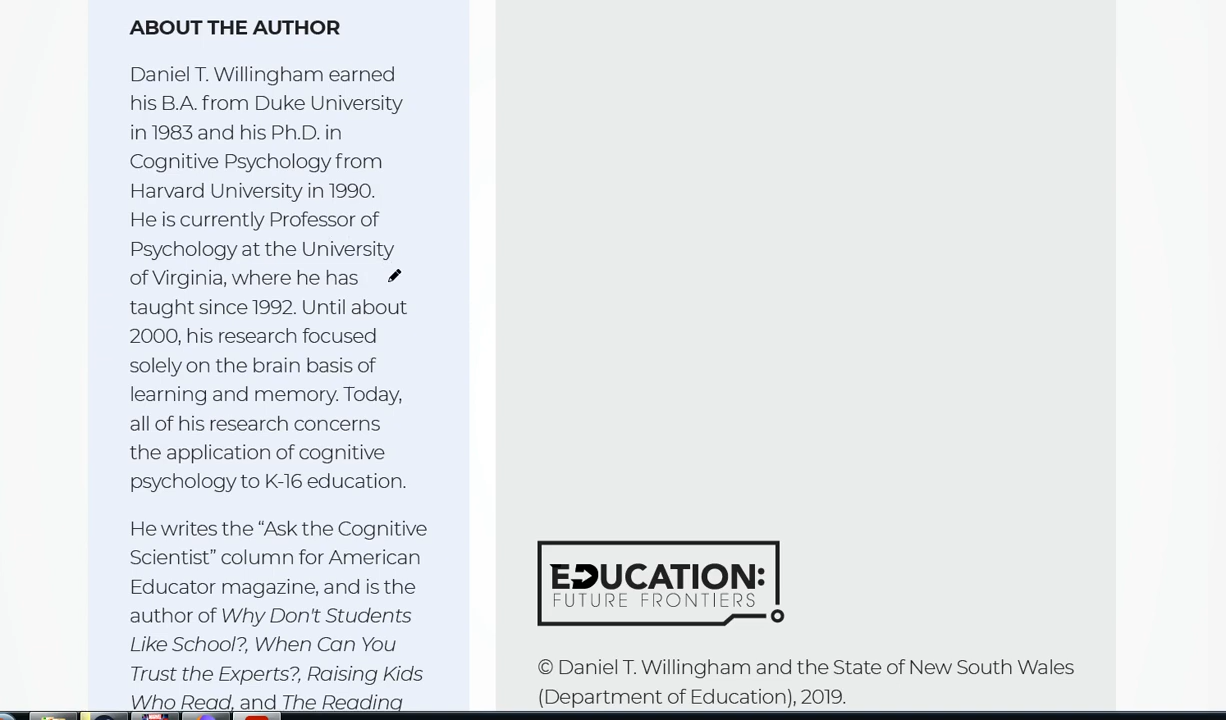 ABOUT THE AUTHOR
Daniel T. Willingham earned
his B.A. from Duke University
in 1983 and his Ph.D. in
Cognitive Psychology from
Harvard University in 1990.
He is currently Professor of
Psychology at the University
of Virginia, where he has
taught since 1992. Until about
2000, his research focused
solely on the brain basis of
learning and memory. Today,
all of his research concerns
the application of cognitive
psychology to K-16 education.
He writes the “Ask the Cognitive
Scientist” column for American
Educator magazine, and is the
author of Why Don't Students
Like School?, When Can You
Trust the Experts?, Raising Kids
Who Read, and The Reading
EDUCATION:
FUTURE FRONTIERS
© Daniel T. Willingham and the State of New South Wales
(Department of Education), 2019.